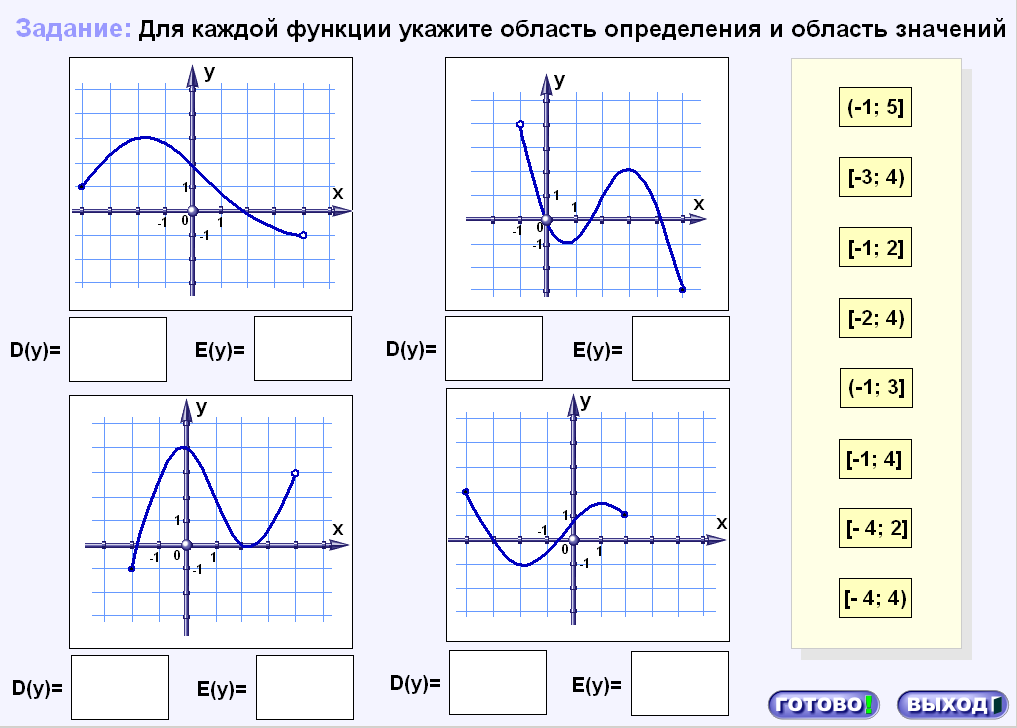 Задание: Для каждой функции укажите область определения и область значений
y
x
1
-1
0
1
-1
D(y)=
E(y)=
y
x
1
1
-1
0
-1
D(y)=
E(y)=
y
x
1
-1
0
1
-1
D(y)=
E(y)=
y
x
1
-1
0
1
-1
D(y)=
E(y)=
(-1; 5]
[-3; 4)
[-1; 2]
[-2; 4)
(-1; 3]
[-1; 4]
[- 4; 2]
[- 4; 4)
ГОТОВО!
ВЫХОД